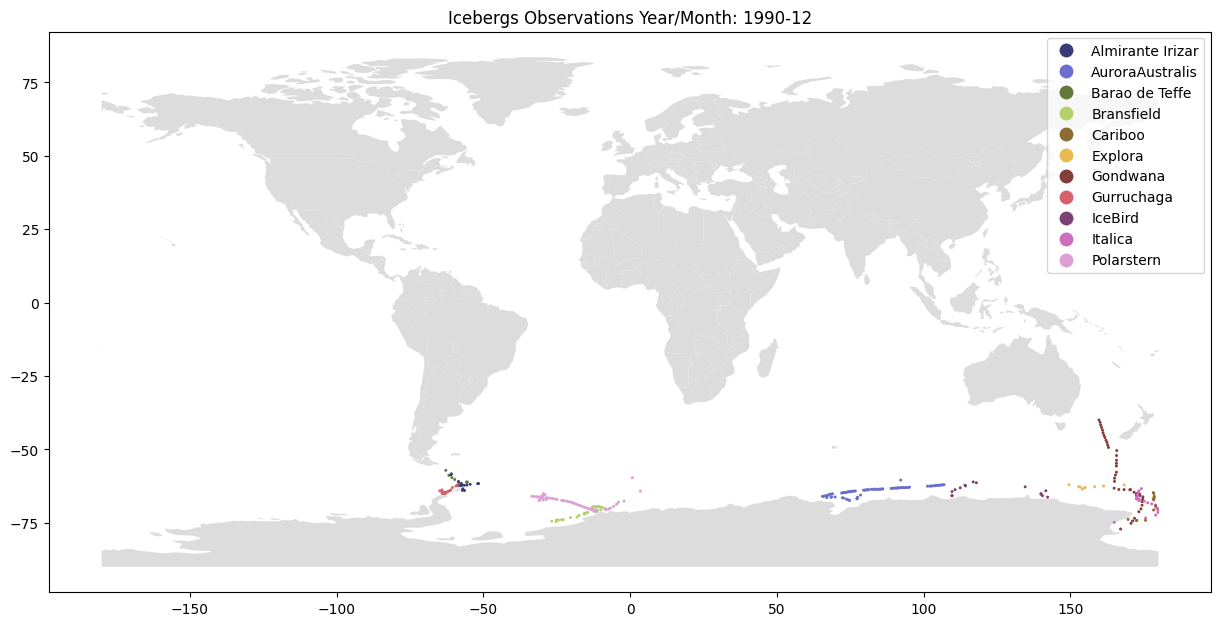 Icebergs Observations Year/Month: 1990-12
Almirante Irizar
AuroraAustralis
Barao de Teffe
Bransfield
Cariboo
Explora
Gondwana
Gurruchaga
IceBird
Italica
Polarstern
75
50
25
0
−25
−50
−75
−150
−100
−50
0
50
100
150